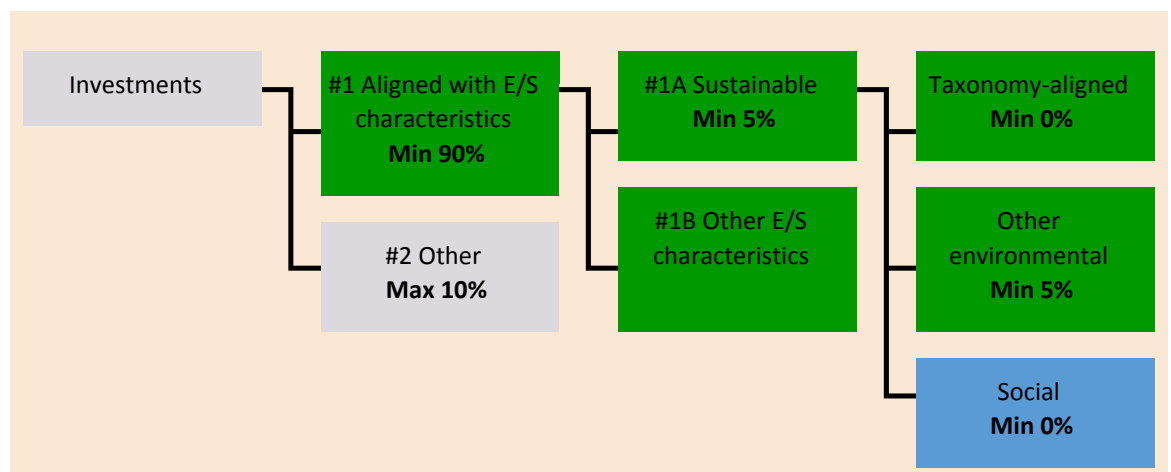 Investments
#1 Aligned with E/S
characteristics
Min 90%
#2 Other
Max 10%
#1A Sustainable
Min 5%
#1B Other E/S
characteristics
Taxonomy-aligned
Min 0%
Other
environmental
Min 5%
Social
Min 0%